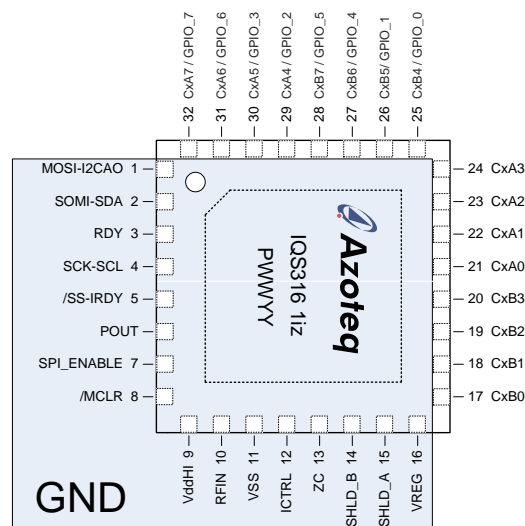 32 CxA7 / GPIO_7
31 CxA6 / GPIO_6
30 CxA5 / GPIO_3
29 CxA4 / GPIO_2
28 CxB7 / GPIO_5
27 CxB6 / GPIO_4
26 CxB5/ GPIO_1
25 CxB4 / GPIO_0
MOSI-I2CAO 1
SOMI-SDA 2
RDY 3
SCK-SCL 4
/SS-IRDY 5
POUT
SPI_ENABLE 7
/MCLR 8
Azoteq
IQS316 1iz
PWWYY
24 CxA3
23 CxA2
22 CxA1
21 CxA0
20 CxB3
19 CxB2
18 CxB1
17 CxB0
VddHI 9
RFIN 10
VSS 11
ICTRL 12
ZC 13
SHLD_B 14
SHLD_A 15
VREG 16
GND